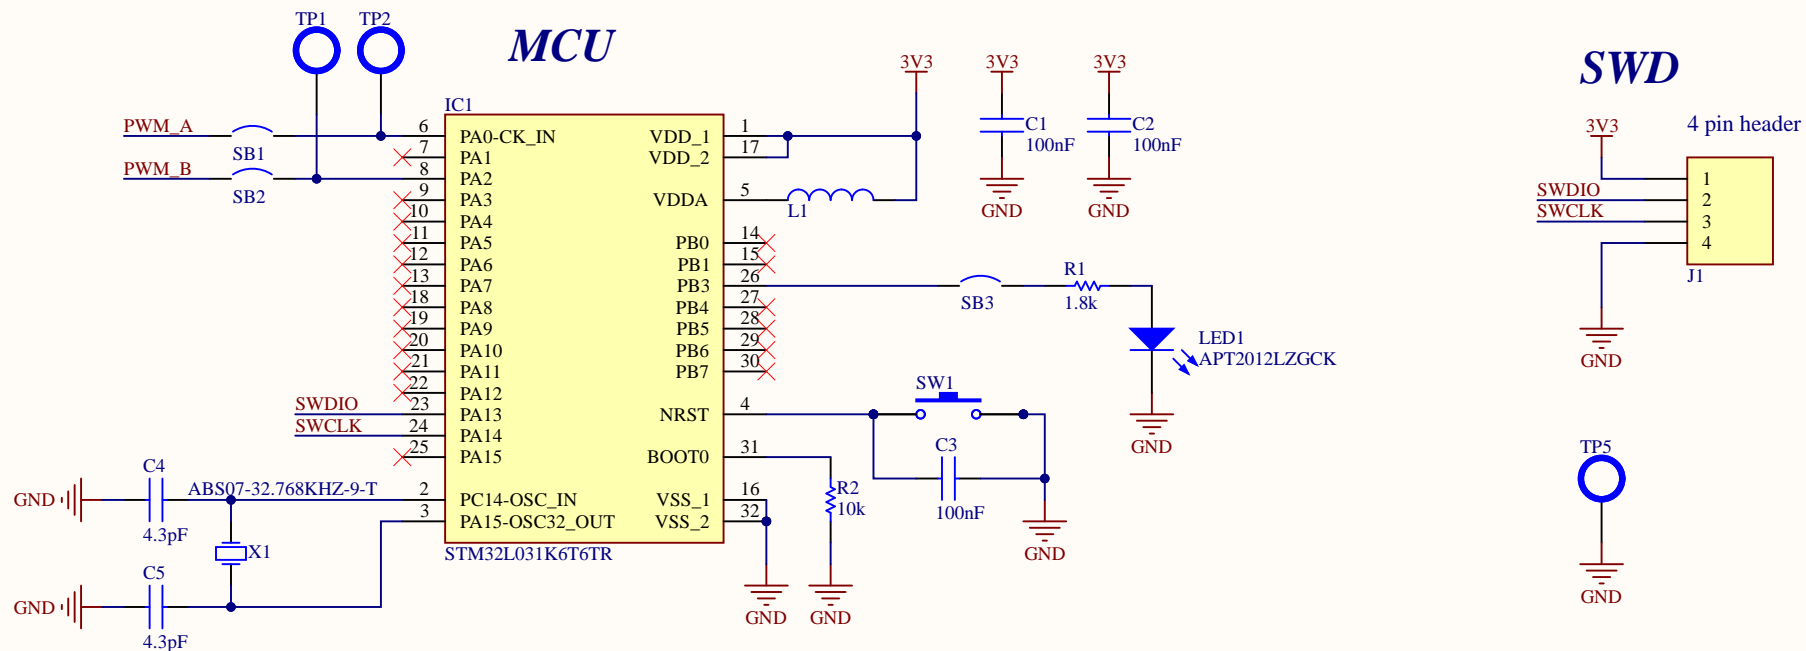 TP1 TP2
MCU
SWD
3V3 3V3 3V3
4 pin header
3V3
IC1
PWM_A
SB1
PWM_B
SB2
6 PA0-CK_IN
7 PA1
8 PA2
9 PA3
10 PA4
11 PA5
12 PA6
13 PA7
18 PA8
19 PA9
20 PA10
21 PA11
22 PA12
SWDIO 23 PA13
SWCLK 24 PA14
25 PA15
2 PC14-OSC_IN
3 PA15-OSC32_OUT
VDD_1 1
VDD_2 17
VDDA 5
L1
PB0 14
PB1 15
PB3 26
PB4 27
PB5 28
PB6 29
PB7 30
NRST 4
BOOT0 31
VSS_1 16
VSS_2 32
STM32L031K6T6TR
C1
100nF
GND
C2
100nF
GND
SB3
R1
1.8k
LED1
APT2012LZGCK
GND
SW1
C3
100nF
GND
R2
10k
GND GND
C4
GND
4.3pF
ABS07-32.768KHZ-9-T
X1
C5
GND
4.3pF
1
SWDIO 2
SWCLK 3
4
J1
GND
TP5
GND